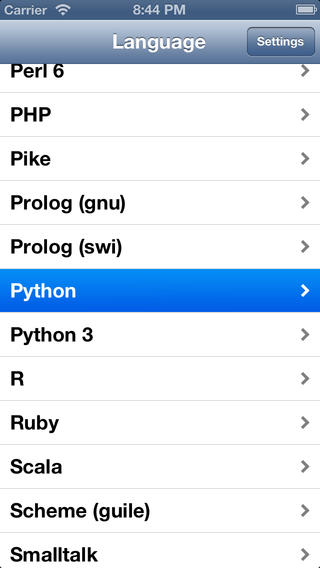 Carrier 8:44 PM
Language Settings
Perl 6
PHP
Pike
Prolog (gnu)
Prolog (swi)
Python
Python 3
R
Ruby
Scala
Scheme (guile)
Smalltalk